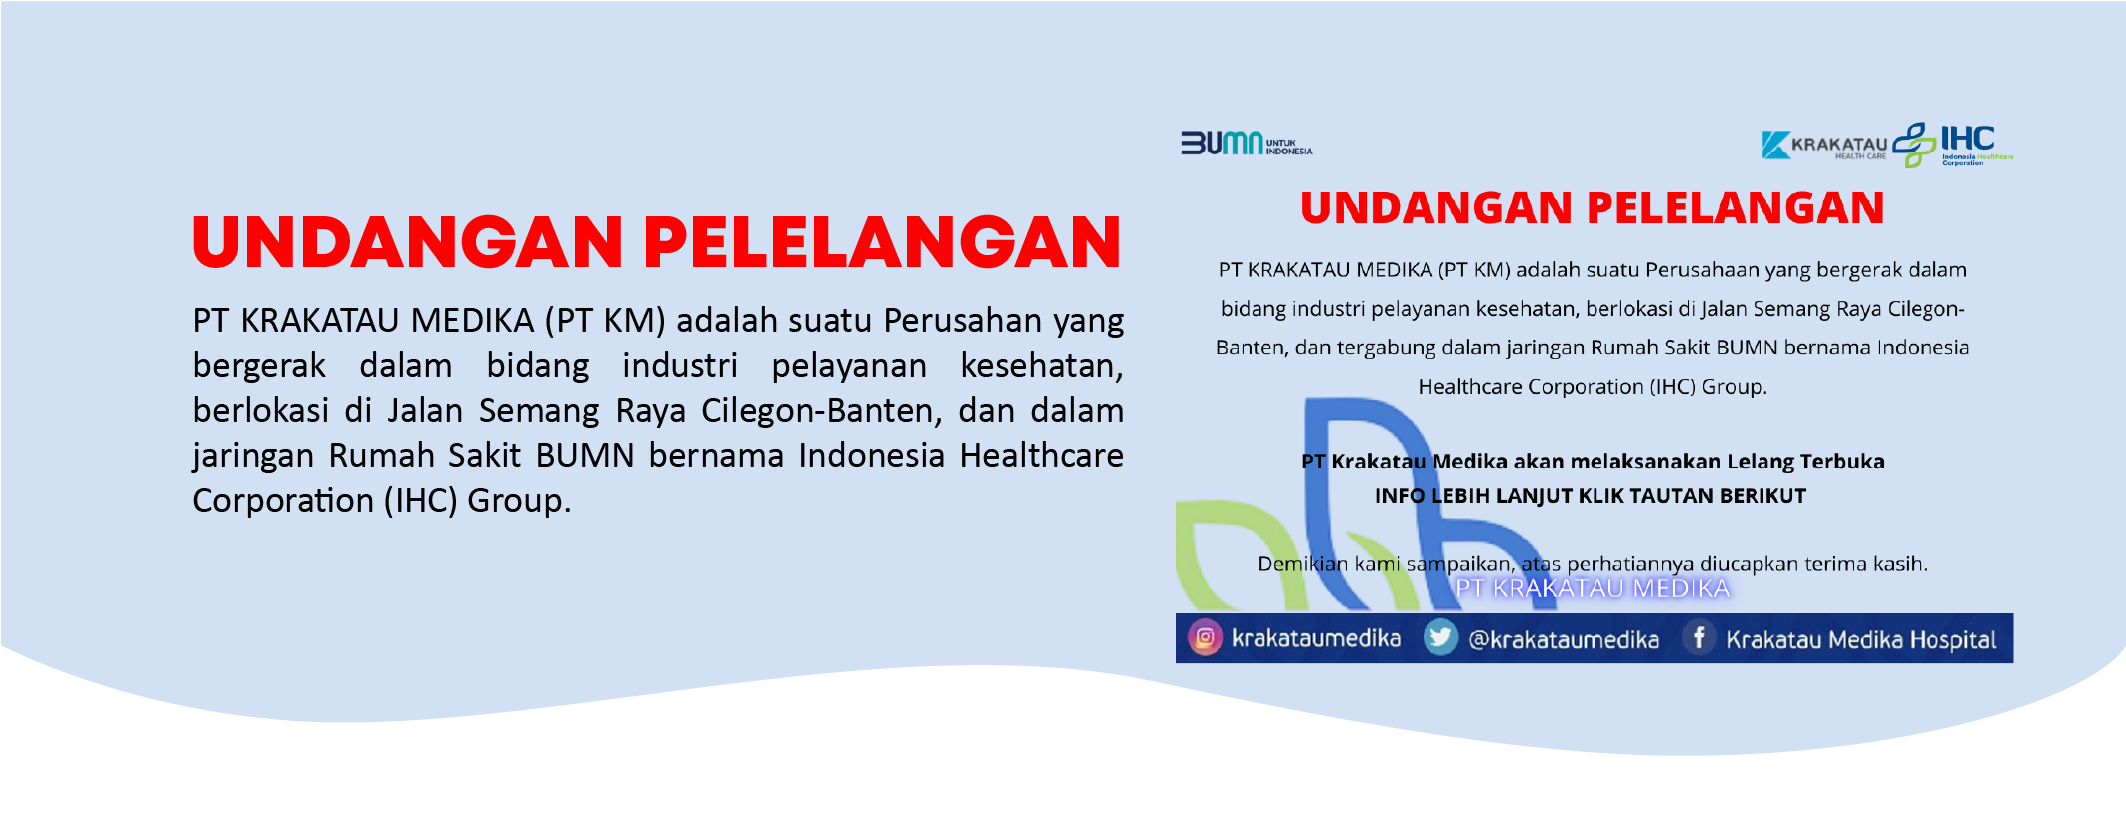 UNDANGAN PELELANGAN
PT KRAKATAU MEDIKA (PT KM) adalah suatu Perusahan yang
bergerak dalam bidang industri pelayanan kesehatan,
berlokasi di Jalan Semang Raya Cilegon-Banten, dan dalam
jaringan Rumah Sakit BUMN bernama Indonesia Healthcare
Corporation (IHC) Group.
BUMN UNTUK
INDONESIA
KRAKATAU
HEALTH CARE
IHC
Indonesia Healthcare
Corporation
UNDANGAN PELELANGAN
PT KRAKATAU MEDIKA (PT KM) adalah suatu Perusahaan yang bergerak dalam
bidang industri pelayanan kesehatan, berlokasi di Jalan Semang Raya Cilegon-
Banten, dan tergabung dalam jaringan Rumah Sakit BUMN bernama Indonesia
Healthcare Corporation (IHC) Group.
PT Krakatau Medika akan melaksanakan Lelang Terbuka
INFO LEBIH LANJUT KLIK TAUTAN BERIKUT
Demikian kami sampaikan, atas perhatiannya diucapkan terima kasih.
PT KRAKATAU MEDIKA
krakataumedika @krakataumedika Krakatau Medika Hospital